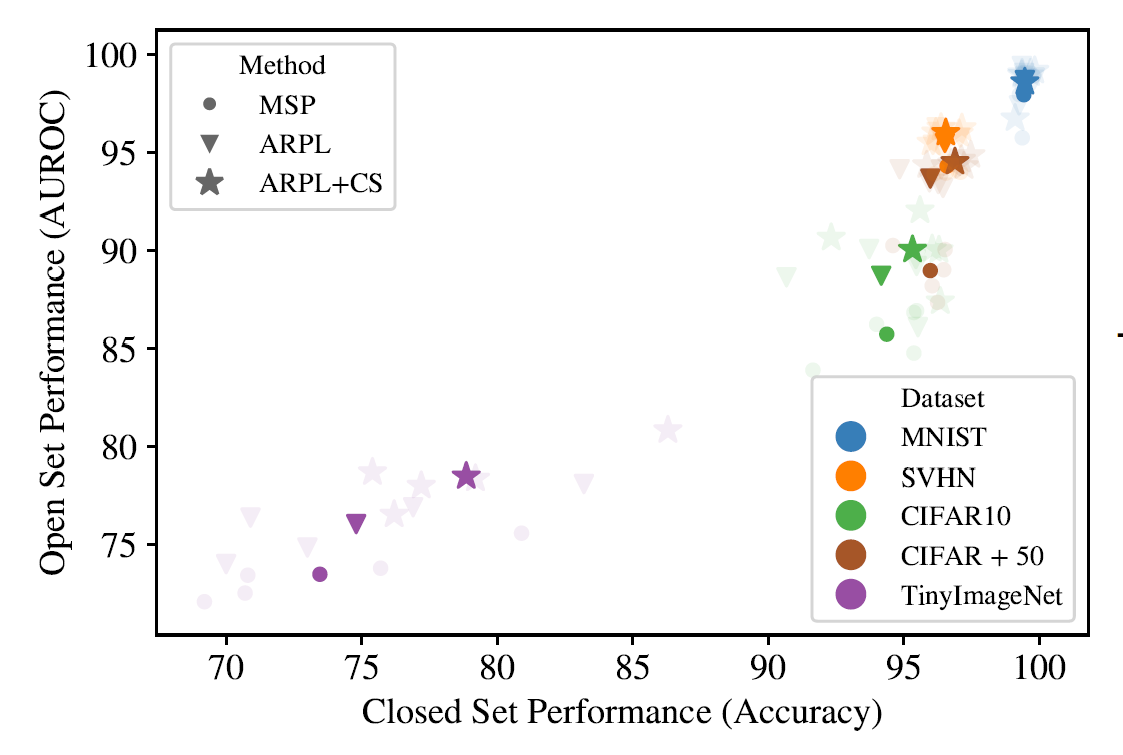 100
95
90
85
80
75
Open Set Performance (AUROC)
Method
MSP
ARPL
ARPL+CS
Dataset
MNIST
SVHN
CIFAR10
CIFAR + 50
TinyImageNet
70 75 80 85 90 95 100
Closed Set Performance (Accuracy)